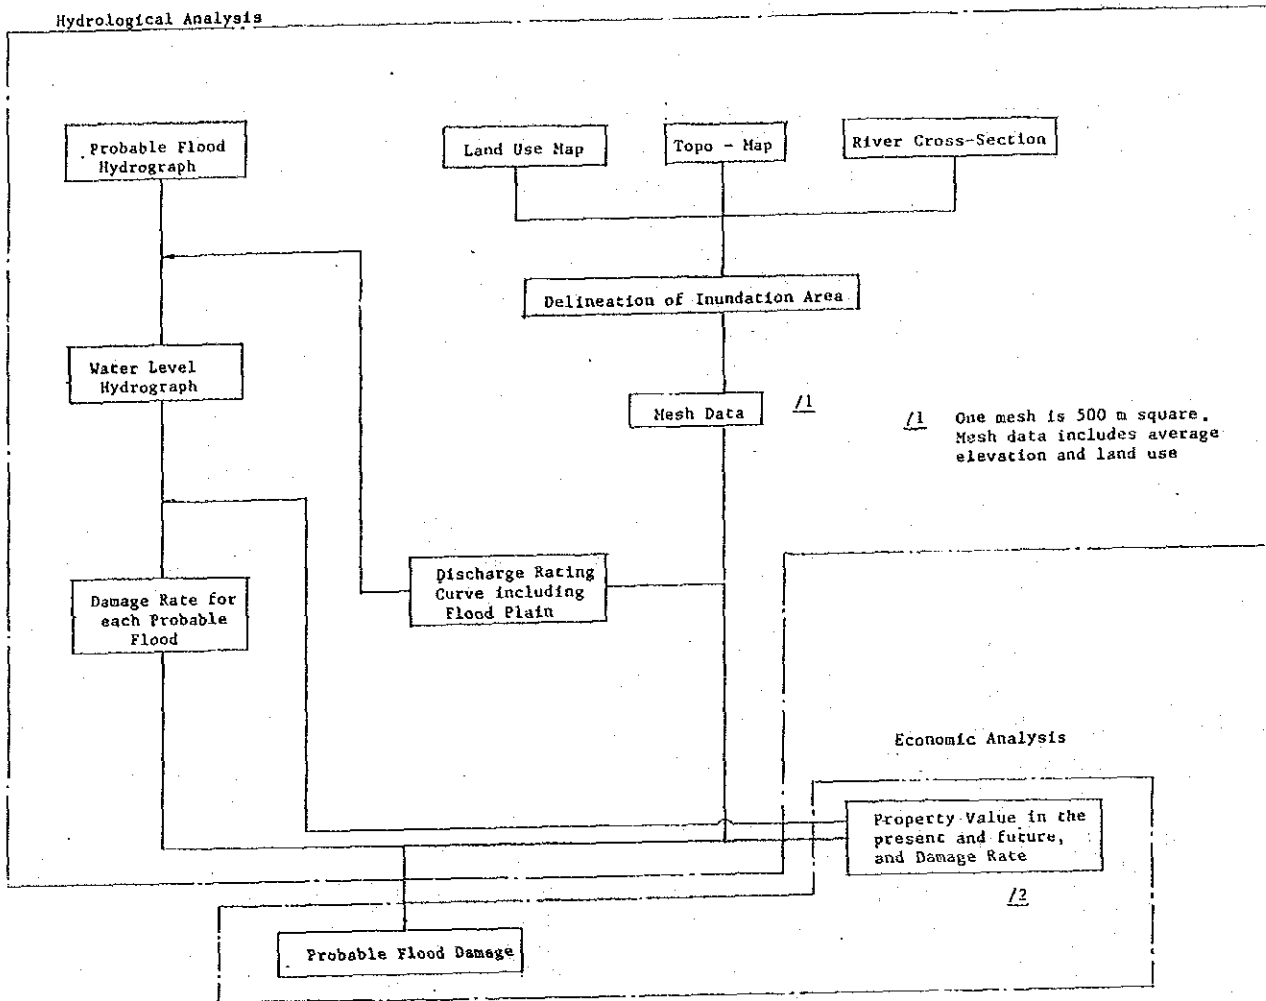 Hydrological Analysis
Probable Flood
Hydrograph
Land Use Map
Topo - Map
River Cross-Section
Delineation of Inundation Area
Water Level
Hydrograph
Mesh Data
/1
/1 One mesh is 500 m square.
Mesh data includes average
elevation and land use
Discharge Rating
Curve including
Flood Plain
Damage Rate for
each Probable
Flood
Economic Analysis
Property Value in the
present and future,
and Damage Rate
/2
Probable Flood Damage